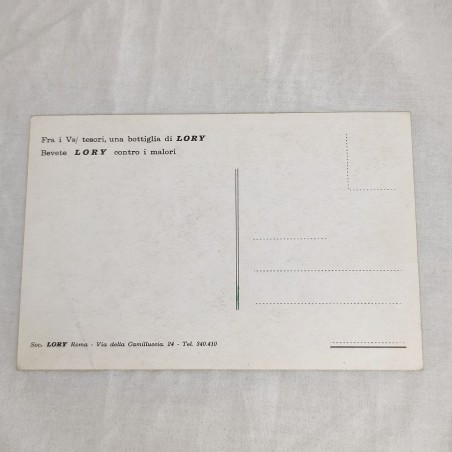 Fra i Vs/ tesori, una bottiglia di LORY
Bevete LORY contro i malori
Soc. LORY Roma - Via della Camilluccia 24 - Tel. 340.410